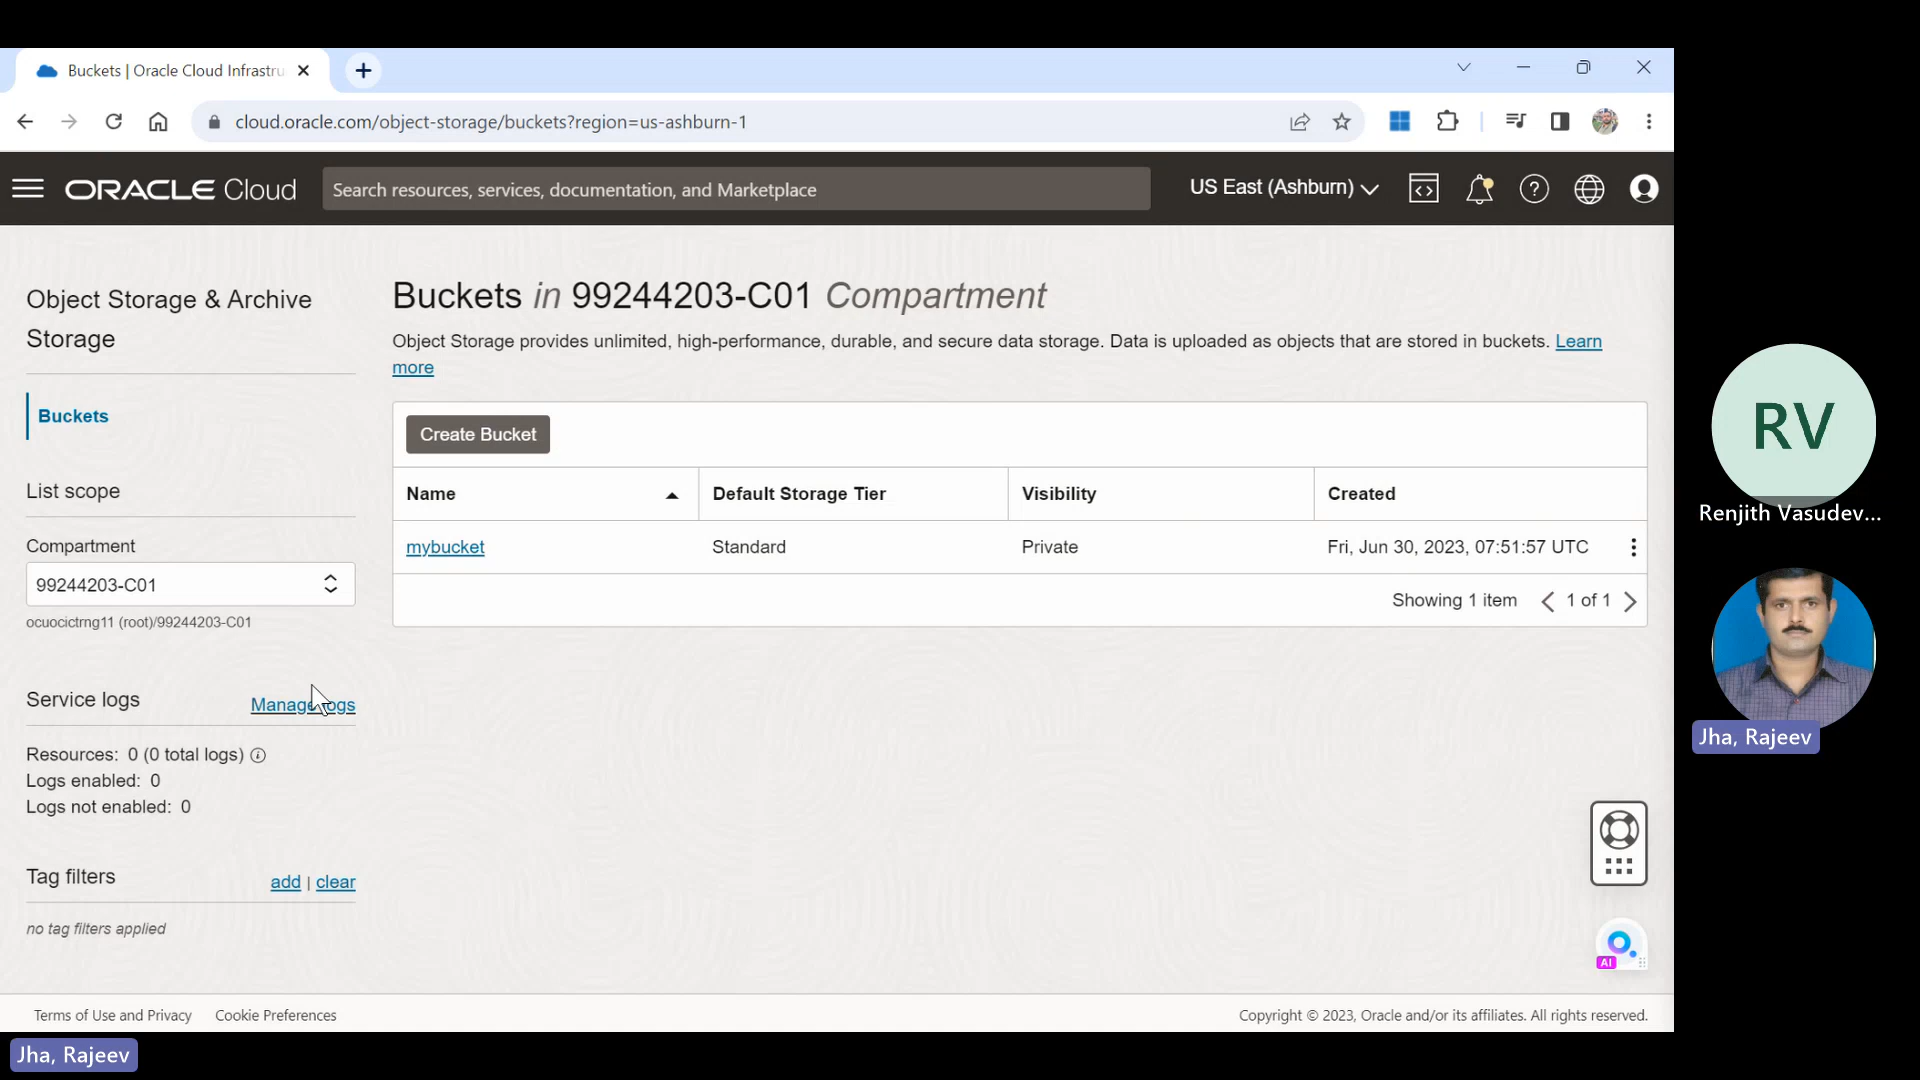 Buckets | Oracle Cloud Infrastru
cloud.oracle.com/object-storage/buckets?region=us-ashburn-1
ORACLE Cloud
Search resources, services, documentation, and Marketplace
US East (Ashburn)
Object Storage & Archive
Storage
Buckets
List scope
Compartment
99244203-C01
ocuocictrng11 (root)/99244203-C01
Service logs
Manage logs
Resources: 0 (0 total logs)
Logs enabled: 0
Logs not enabled: 0
Tag filters
add | clear
no tag filters applied
Buckets in 99244203-C01 Compartment
Object Storage provides unlimited, high-performance, durable, and secure data storage. Data is uploaded as objects that are stored in buckets. Learn
more
Create Bucket
Name Default Storage Tier Visibility Created
mybucket Standard Private Fri, Jun 30, 2023, 07:51:57 UTC
Showing 1 item 1 of 1
AI
Terms of Use and Privacy Cookie Preferences
Copyright © 2023, Oracle and/or its affiliates. All rights reserved.
RV
Renjith Vasudev...
Jha, Rajeev
Jha, Rajeev